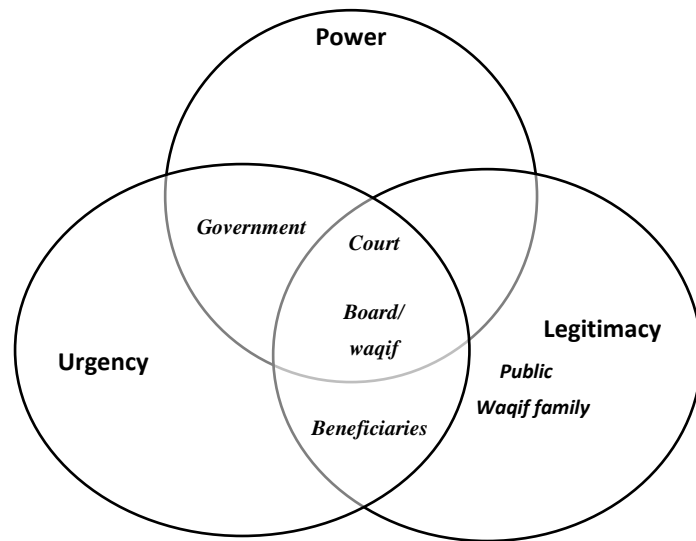 Power
Government
Court
Board/
waqif
Legitimacy
Urgency
Public
Waqif family
Beneficiaries